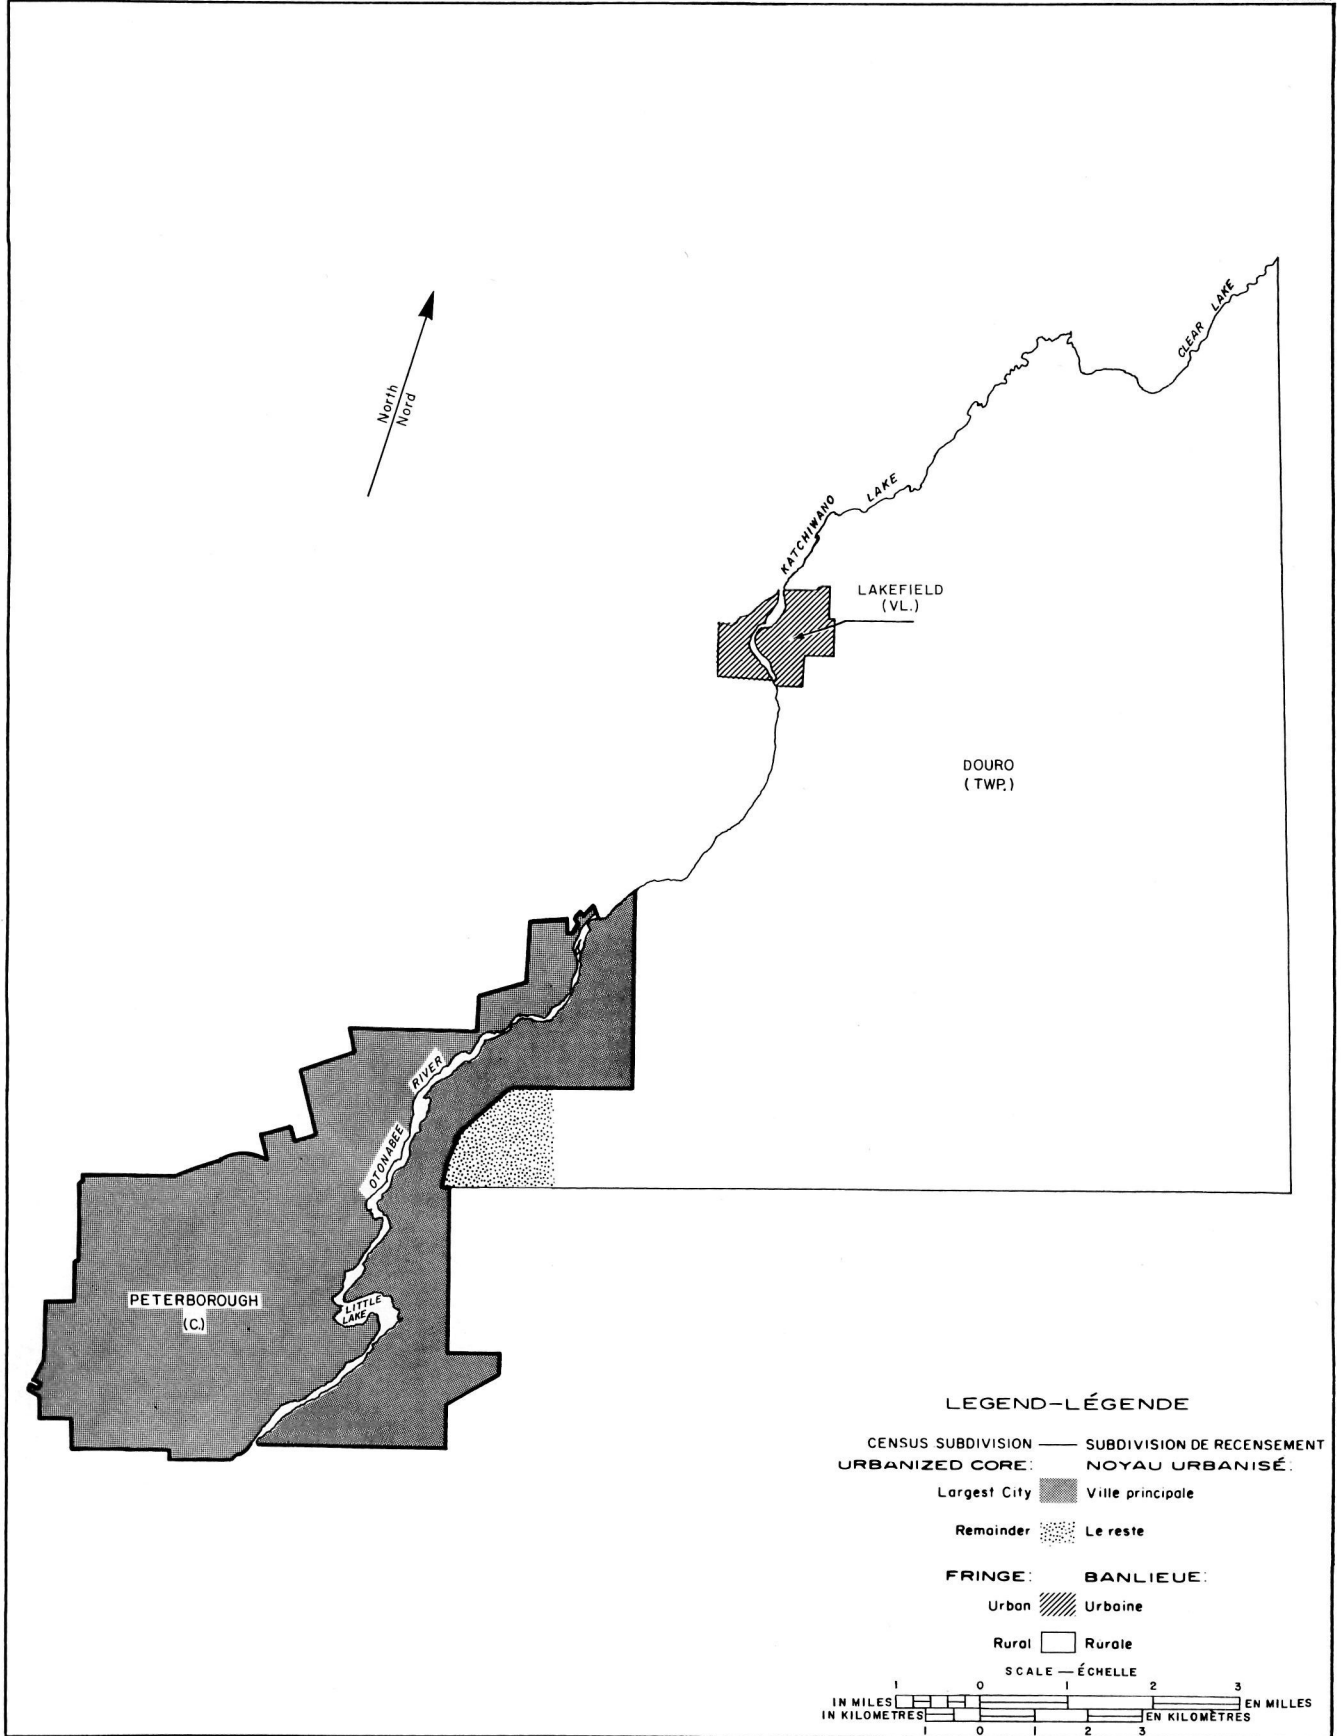 CLEAR LAKE
North
Nord
KATCHIWANO LAKE
LAKEFIELD
(VL.)
DOURO
(TWP.)
OTONABEE RIVER
PETERBOROUGH
(C.)
LITTLE
LAKE
LEGEND-LÉGENDE
CENSUS SUBDIVISION SUBDIVISION DE RECENSEMENT
URBANIZED CORE: NOYAU URBANISÉ:
Largest City Ville principale
Remainder Le reste
FRINGE: BANLIEUE:
Urban Urbaine
Rural Rurale
SCALE — ÉCHELLE
1 0 1 2 3
IN MILES EN MILLES
IN KILOMETRES EN KILOMÈTRES
1 0 1 2 3